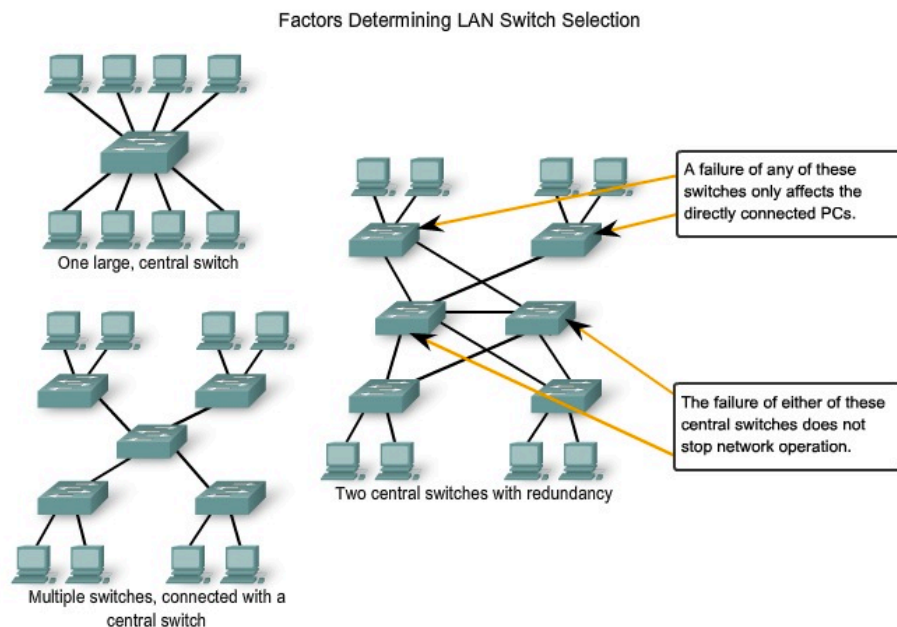 Factors Determining LAN Switch Selection
One large, central switch
A failure of any of these
switches only affects the
directly connected PCs.
The failure of either of these
central switches does not
stop network operation.
Two central switches with redundancy
Multiple switches, connected with a
central switch